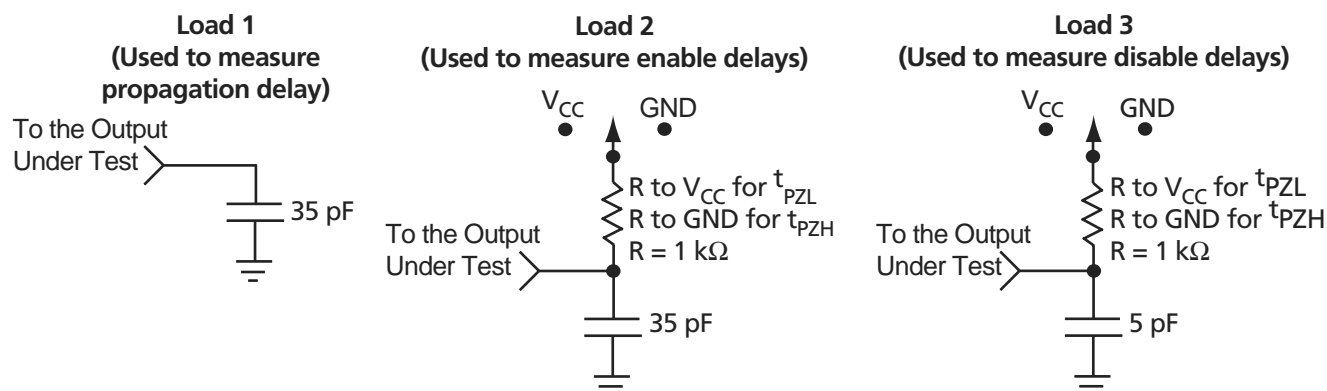 Load 1
(Used to measure
propagation delay)
To the Output
Under Test
35 pF
Load 2
(Used to measure enable delays)
VCC
GND
R to VCC for tPZL
R to GND for tPZH
R = 1 kΩ
To the Output
Under Test
35 pF
Load 3
(Used to measure disable delays)
VCC
GND
R to VCC for tPZL
R to GND for tPZH
R = 1 kΩ
To the Output
Under Test
5 pF